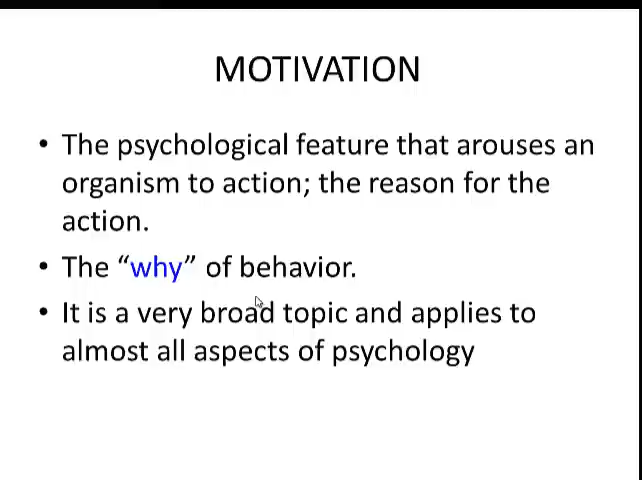 MOTIVATION
• The psychological feature that arouses an
organism to action; the reason for the
action.
• The “why” of behavior.
• It is a very broad topic and applies to
almost all aspects of psychology